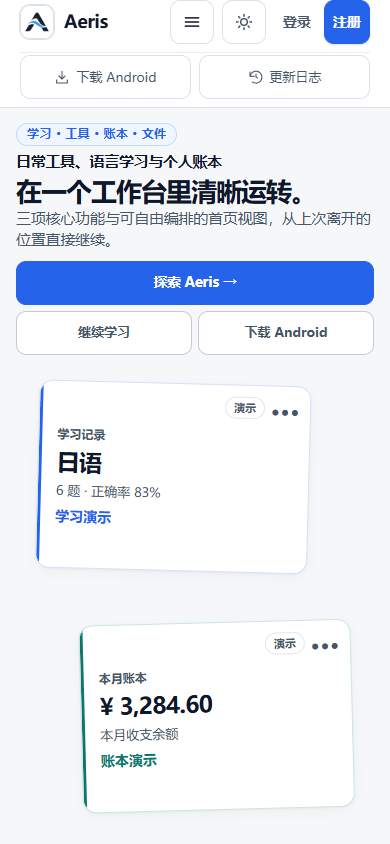 Aeris
登录
注册
下载 Android
更新日志
学习 • 工具 • 账本 • 文件
日常工具、语言学习与个人账本
在一个工作台里清晰运转。
三项核心功能与可自由编排的首页视图，从上次离开的
位置直接继续。
探索 Aeris →
继续学习
下载 Android
演示
学习记录
日语
6 题 · 正确率 83%
学习演示
演示
本月账本
¥ 3,284.60
本月收支余额
账本演示